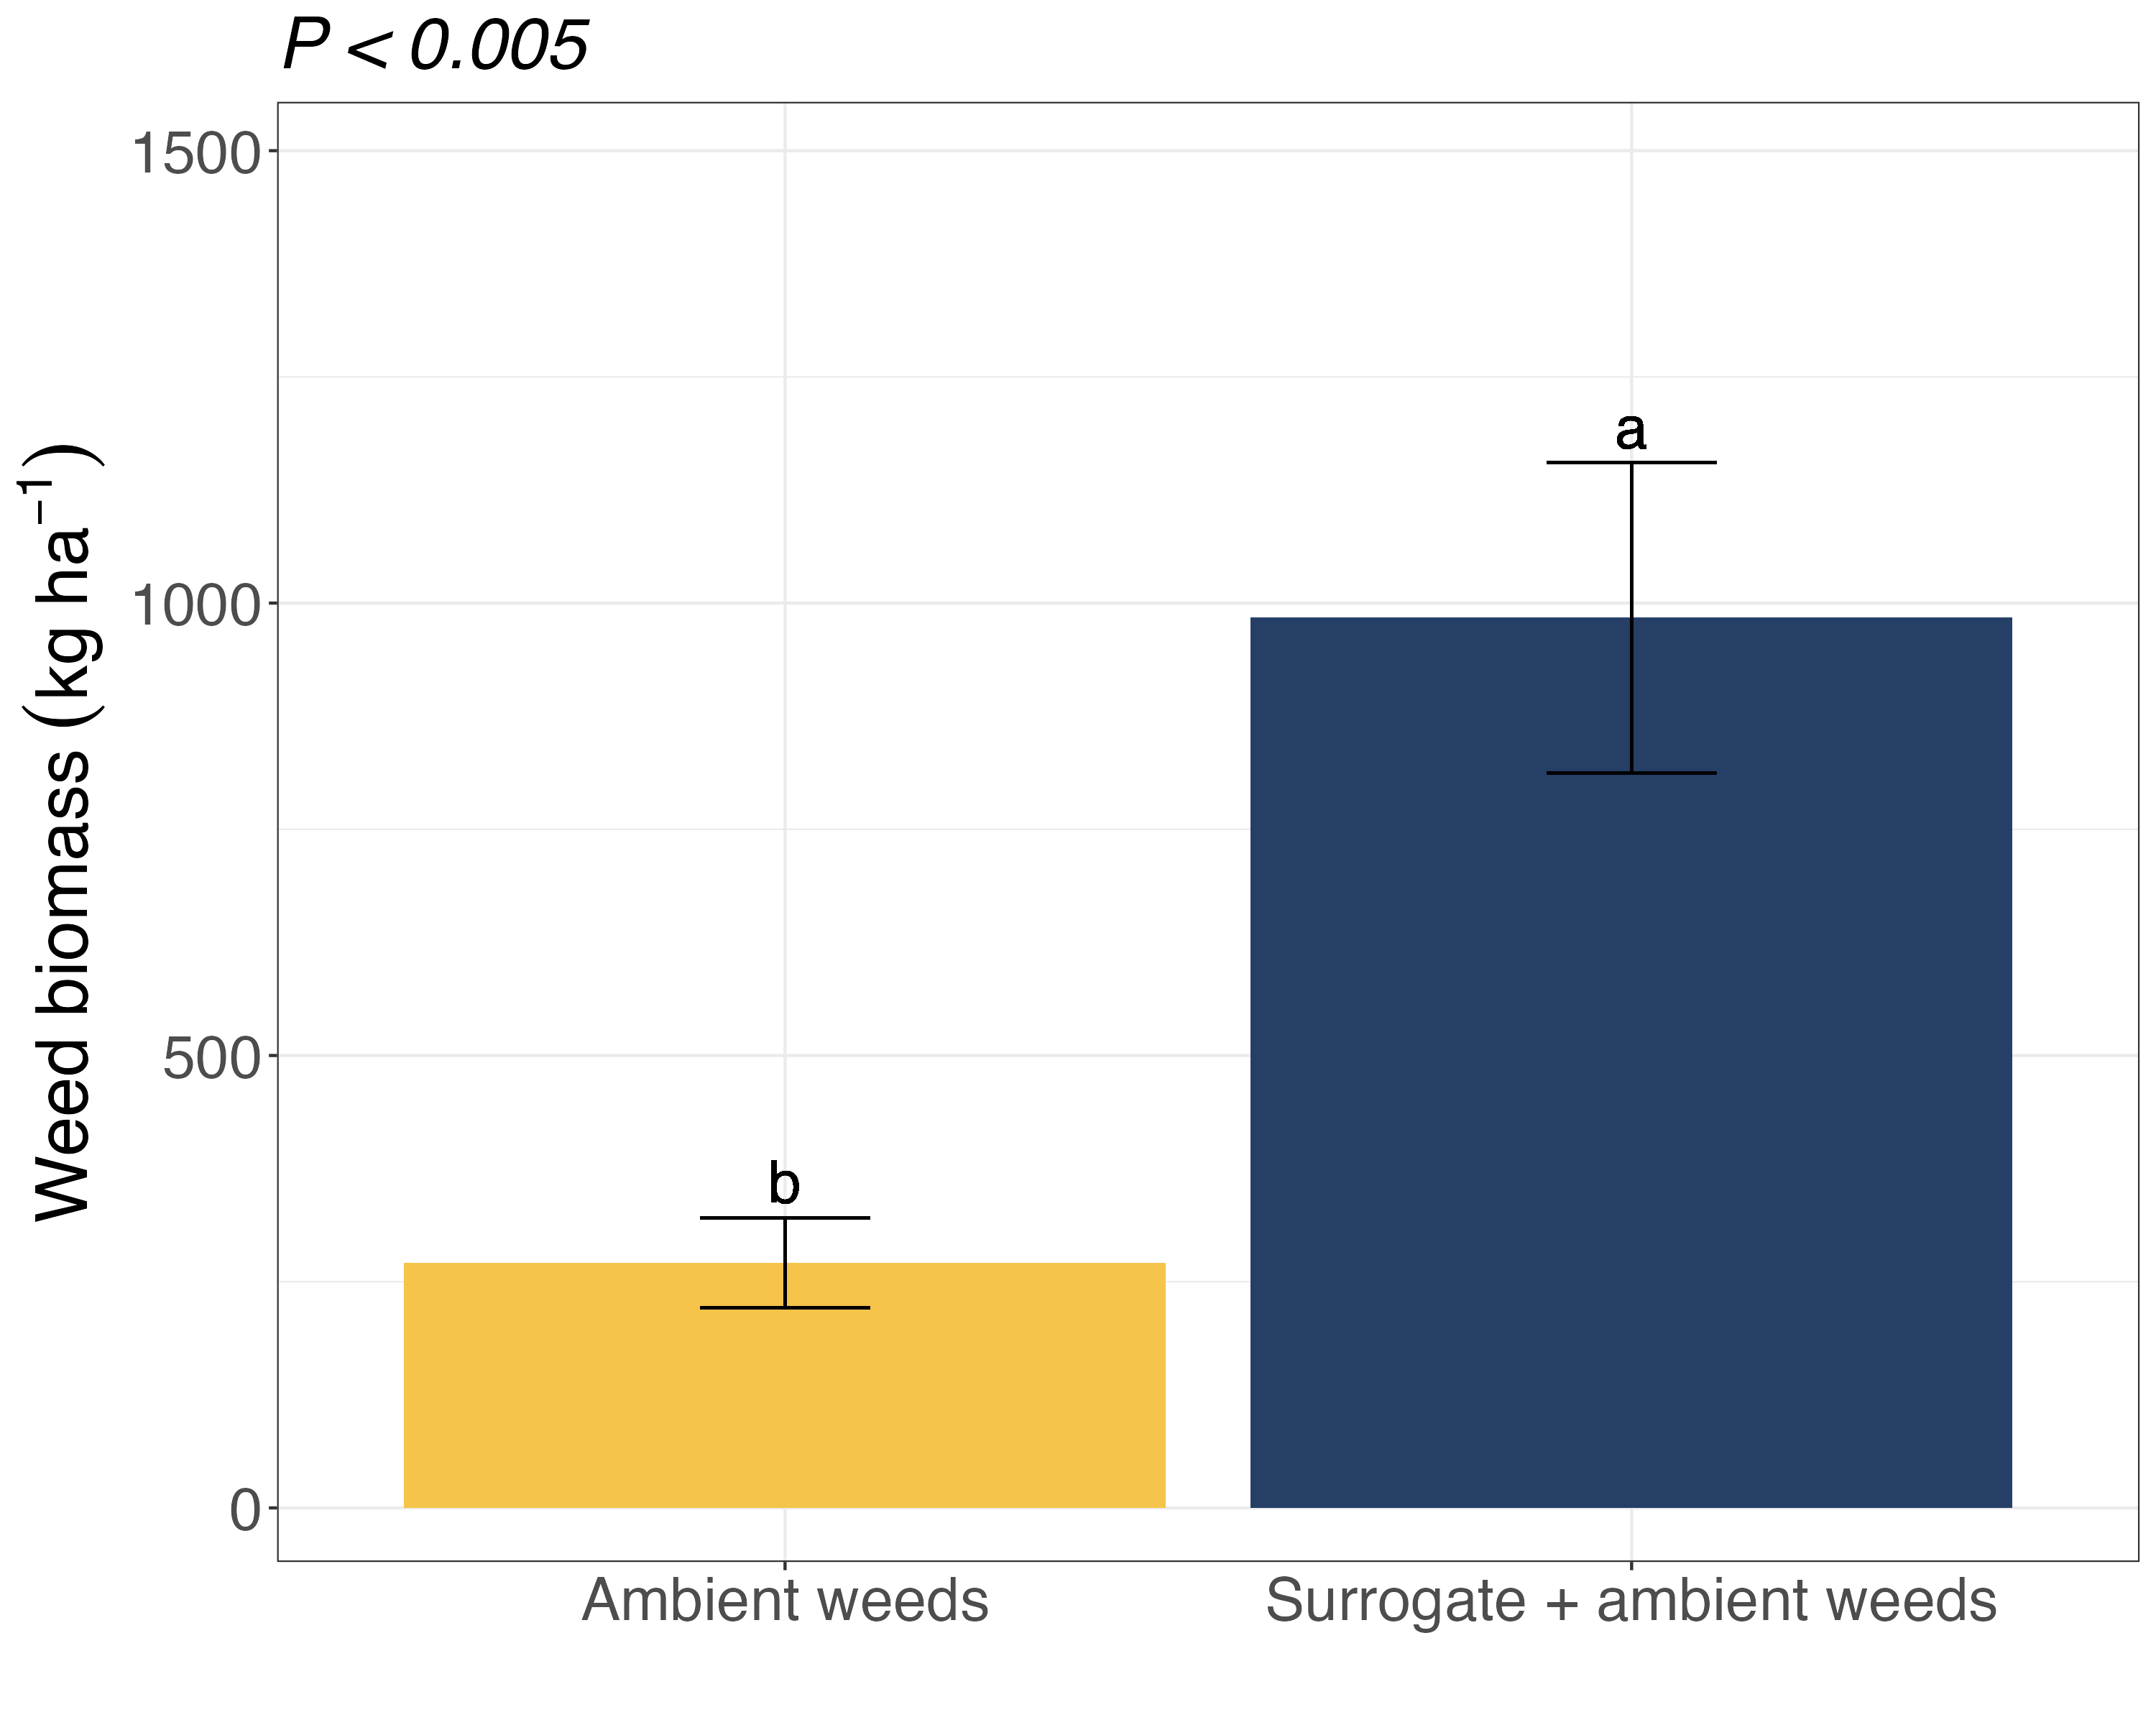 P < 0.005
Weed biomass (kg ha⁻¹)
1500
1000
500
0
a
b
Ambient weeds
Surrogate + ambient weeds